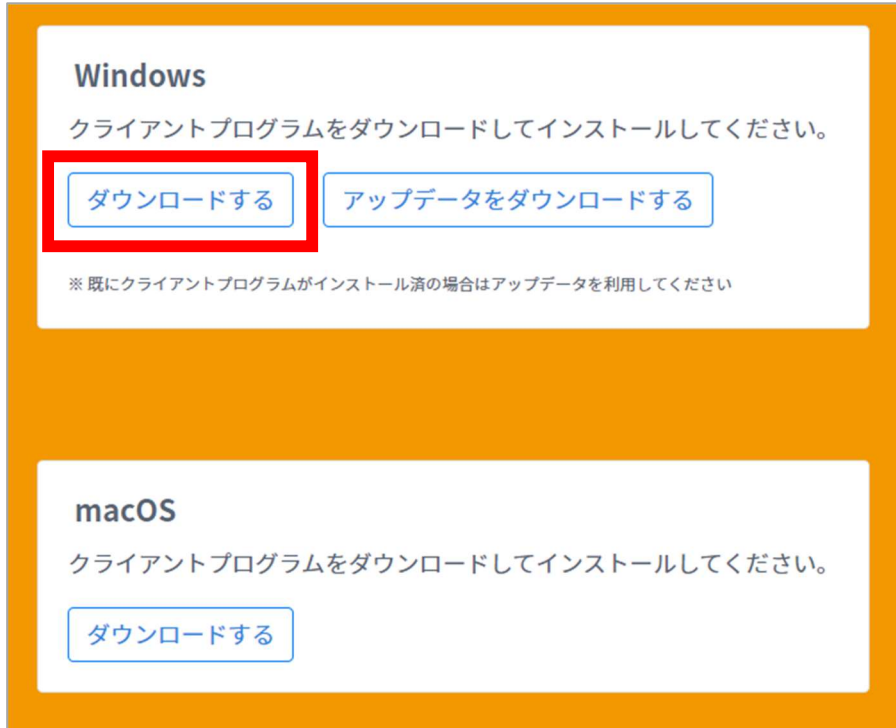 Windows
クライアントプログラムをダウンロードしてインストールしてください。
ダウンロードする
アップデータをダウンロードする
※ 既にクライアントプログラムがインストール済の場合はアップデータを利用してください
macOS
クライアントプログラムをダウンロードしてインストールしてください。
ダウンロードする